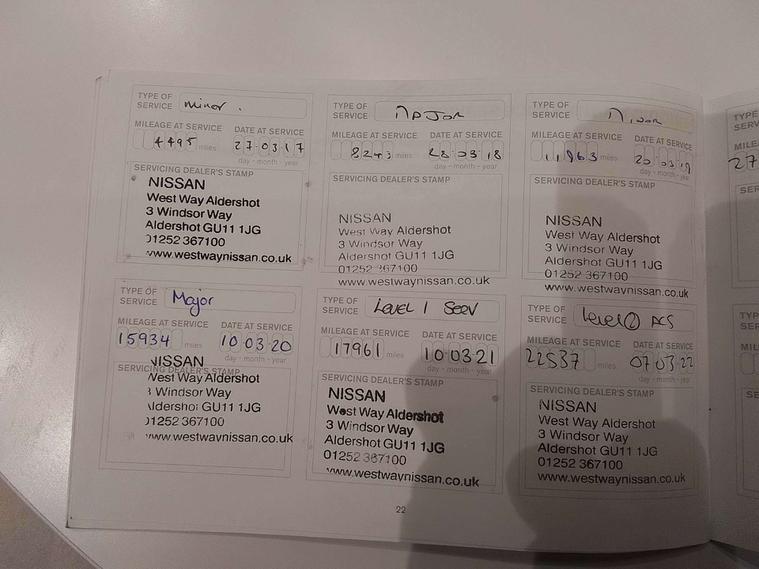 TYPE OF SERVICE minor.
MILEAGE AT SERVICE DATE AT SERVICE
4495 miles 27 03 17
day - month - year
SERVICING DEALER'S STAMP
NISSAN
West Way Aldershot
3 Windsor Way
Aldershot GU11 1JG
01252 367100
www.westwaynissan.co.uk
TYPE OF SERVICE MAJOR
MILEAGE AT SERVICE DATE AT SERVICE
miles 28 03 18
day - month - year
SERVICING DEALER'S STAMP
NISSAN
West Way Aldershot
3 Windsor Way
Aldershot GU11 1JG
01252 367100
www.westwaynissan.co.uk
TYPE OF SERVICE Minor
MILEAGE AT SERVICE DATE AT SERVICE
11963 miles 20 03 19
day - month - year
SERVICING DEALER'S STAMP
NISSAN
West Way Aldershot
3 Windsor Way
Aldershot GU11 1JG
01252 367100
www.westwaynissan.co.uk
TYPE OF SERVICE Major
MILEAGE AT SERVICE DATE AT SERVICE
15934 miles 10 03 20
day - month - year
SERVICING DEALER'S STAMP
NISSAN
West Way Aldershot
3 Windsor Way
Aldershot GU11 1JG
01252 367100
www.westwaynissan.co.uk
TYPE OF SERVICE LEVEL 1 SERV
MILEAGE AT SERVICE DATE AT SERVICE
17961 miles 10 03 21
day - month - year
SERVICING DEALER'S STAMP
NISSAN
West Way Aldershot
3 Windsor Way
Aldershot GU11 1JG
01252 367100
www.westwaynissan.co.uk
TYPE OF SERVICE Level 2
MILEAGE AT SERVICE DATE AT SERVICE
22537 miles 07 03 22
day - month - year
SERVICING DEALER'S STAMP
NISSAN
West Way Aldershot
3 Windsor Way
Aldershot GU11 1JG
01252 367100
www.westwaynissan.co.uk
22